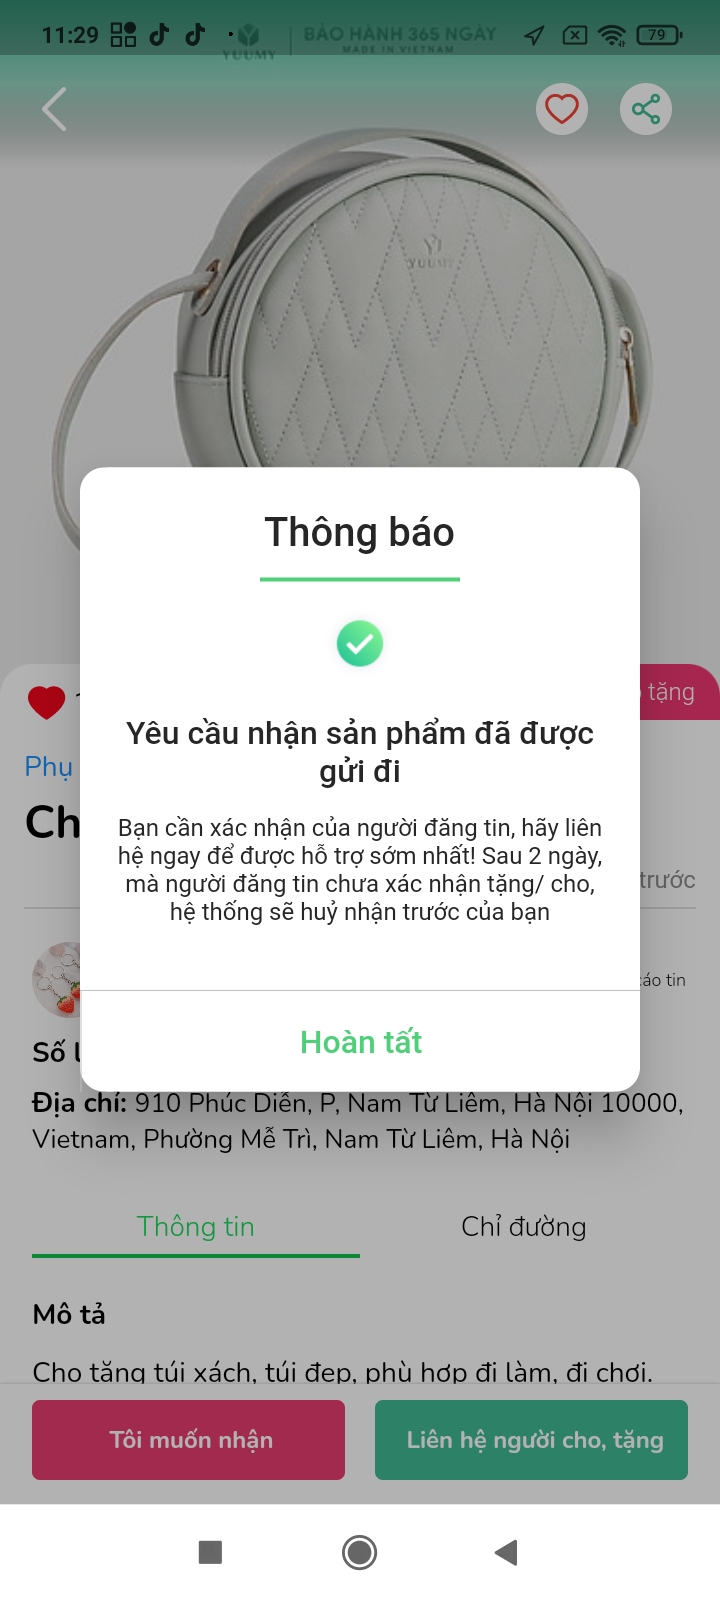 11:29
79
YUUMY
BẢO HÀNH 365 NGÀY
MADE IN VIETNAM
YUUMY
Thông báo
tặng
Yêu cầu nhận sản phẩm đã được
gửi đi
Phụ
Ch
Bạn cần xác nhận của người đăng tin, hãy liên
hệ ngay để được hỗ trợ sớm nhất! Sau 2 ngày,
mà người đăng tin chưa xác nhận tặng/ cho,
hệ thống sẽ huỷ nhận trước của bạn
trước
cáo tin
Hoàn tất
Số l
Địa chỉ: 910 Phúc Diễn, P, Nam Từ Liêm, Hà Nội 10000,
Vietnam, Phường Mễ Trì, Nam Từ Liêm, Hà Nội
Thông tin
Chỉ đường
Mô tả
Cho tặng túi xách, túi đẹp, phù hợp đi làm, đi chơi.
Tôi muốn nhận
Liên hệ người cho, tặng